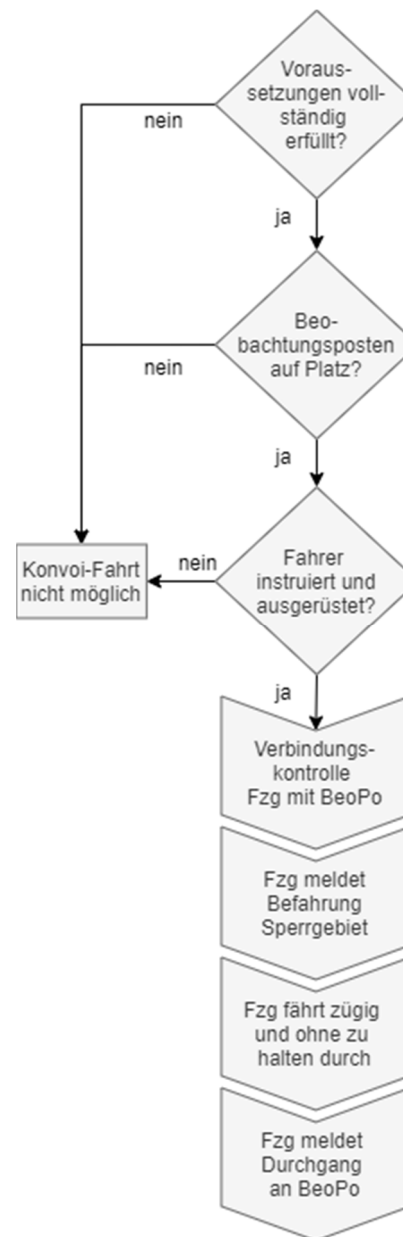 Voraus-
setzungen voll-
ständig
erfüllt?
nein
ja
Beo-
bachtungsposten
auf Platz?
nein
ja
Fahrer
instruiert und
ausgerüstet?
nein
Konvoi-Fahrt
nicht möglich
ja
Verbindungs-
kontrolle
Fzg mit BeoPo
Fzg meldet
Befahrung
Sperrgebiet
Fzg fährt zügig
und ohne zu
halten durch
Fzg meldet
Durchgang
an BeoPo